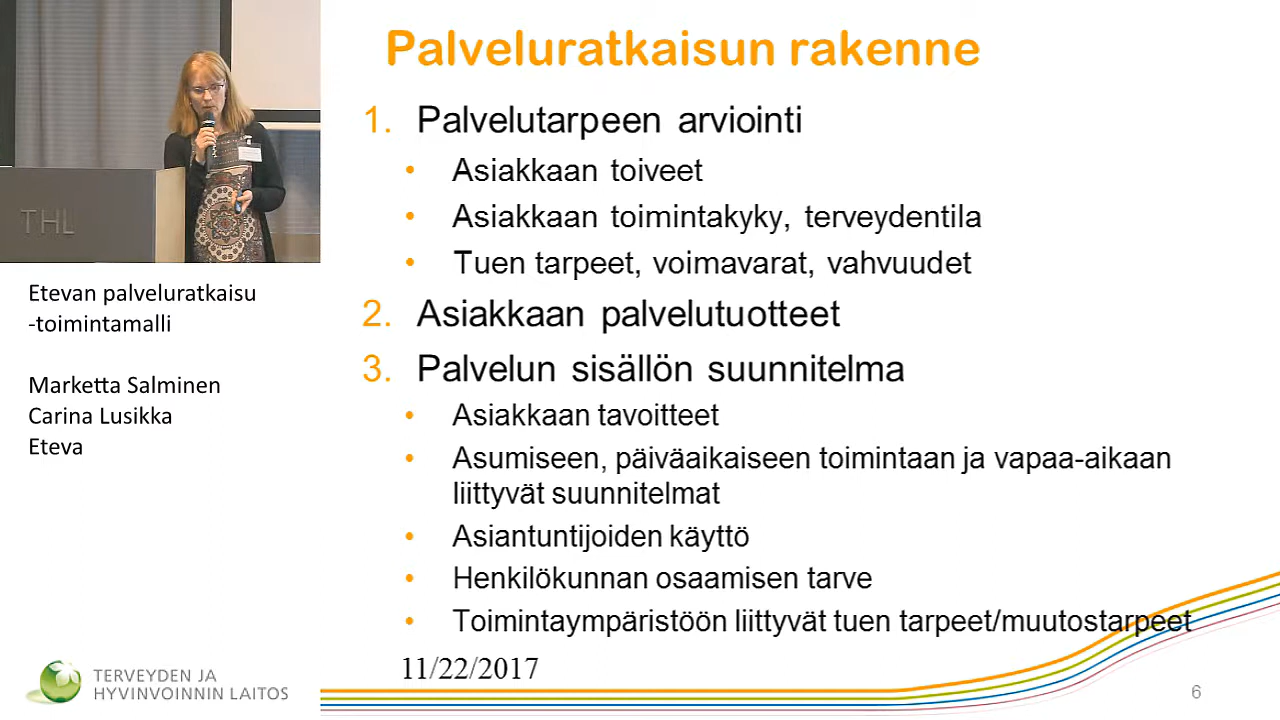 Palveluratkaisun rakenne
1. Palvelutarpeen arviointi
• Asiakkaan toiveet
• Asiakkaan toimintakyky, terveydentila
• Tuen tarpeet, voimavarat, vahvuudet
2. Asiakkaan palvelutuotteet
3. Palvelun sisällön suunnitelma
• Asiakkaan tavoitteet
• Asumiseen, päiväaikaiseen toimintaan ja vapaa-aikaan
liittyvät suunnitelmat
• Asiantuntijoiden käyttö
• Henkilökunnan osaamisen tarve
• Toimintaympäristöön liittyvät tuen tarpeet/muutostarpeet
11/22/2017
6
THL
Etevan palveluratkaisu
-toimintamalli
Marketta Salminen
Carina Lusikka
Eteva
TERVEYDEN JA
HYVINVOINNIN LAITOS